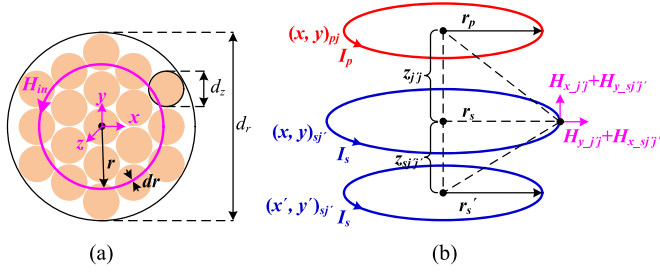 H_in
y
x
z
r
dr
d_z
d_r
(a)
(x, y)_pj
I_p
r_p
z_j′j
(x, y)_sj′
I_s
r_s
z_sj′j′
(x′, y′)_sj′
I_s
r_s′
H_x_j′j+H_y_sj′j′
H_y_j′j+H_x_sj′j′
(b)